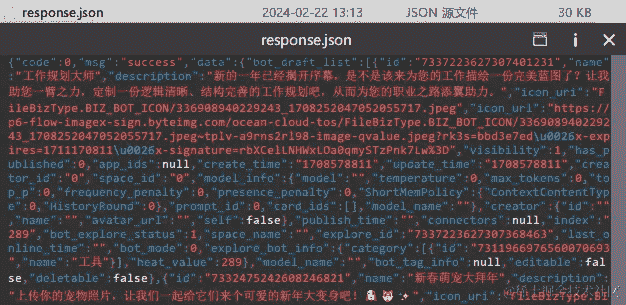 response.json 2024-02-22 13:13 JSON 源文件 30 KB
response.json
{"code":0,"msg":"success","data":{"bot_draft_list":[{"id":"7337223627307401231","name"
:"工作规划大师","description":"新的一年已经揭开序幕，是不是该来为您的工作描绘一份完美蓝图了？让我
助您一臂之力，定制一份逻辑清晰、结构完善的工作规划吧，从而为您的职业之路添翼助力。","icon_uri":"F
ileBizType.BIZ_BOT_ICON/336908940229243_1708252047052055717.jpeg","icon_url":"https:/
p6-flow-imagex-sign.byteimg.com/ocean-cloud-tos/FileBizType.BIZ_BOT_ICON/336908940229
243_1708252047052055717.jpeg~tplv-a9rns2rl98-image-qvalue.jpeg?rk3s=bbd3e7ed\u0026x-exp
ires=1711170811\u0026x-signature=rbXCelLNHWxLOa0qmySTzPnk7Lw%3D","visibility":1,"has_
published":0,"app_ids":null,"create_time":"1708578811","update_time":"1708578811","crea
tor_id":"0","space_id":"0","model_info":{"model":"","temperature":0,"max_tokens":0,"to
p_p":0,"frequency_penalty":0,"presence_penalty":0,"ShortMemPolicy":{"ContextContentTyp
e":0,"HistoryRound":0},"prompt_id":0,"card_ids":[],"model_name":""},"creator":{"id":""
,"name":"","avatar_url":"","self":false},"publish_time":"","connectors":null,"index":"
289","bot_explore_status":1,"space_name":"","explore_id":"7337223627307368463","last_o
nline_time":"","bot_mode":0,"explore_bot_info":{"category":[{"id":"7311966976560070693
","name":"工具"}],"heat_value":289},"model_name":"","bot_tag_info":null,"editable":fal
se,"deletable":false},{"id":"7332475242608246821","name":"新春萌宠大拜年","description":
"上传你的宠物照片，让我们一起给它们来个可爱的新年大变身吧！","icon_uri":"FileBizType.BI